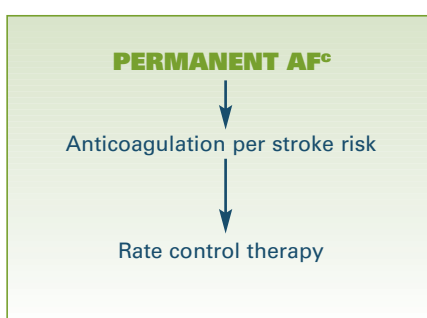 PERMANENT AFᶜ
Anticoagulation per stroke risk
Rate control therapy